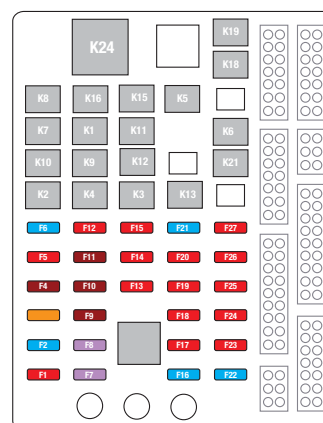 K19
K24
K18
K8 K16 K15 K5
K7 K1 K11 K6
K10 K9 K12 K21
K2 K4 K3 K13
F6 F12 F15 F21 F27
F5 F11 F14 F20 F26
F4 F10 F13 F19 F25
F9 F18 F24
F2 F8 F17 F23
F1 F7 F16 F22